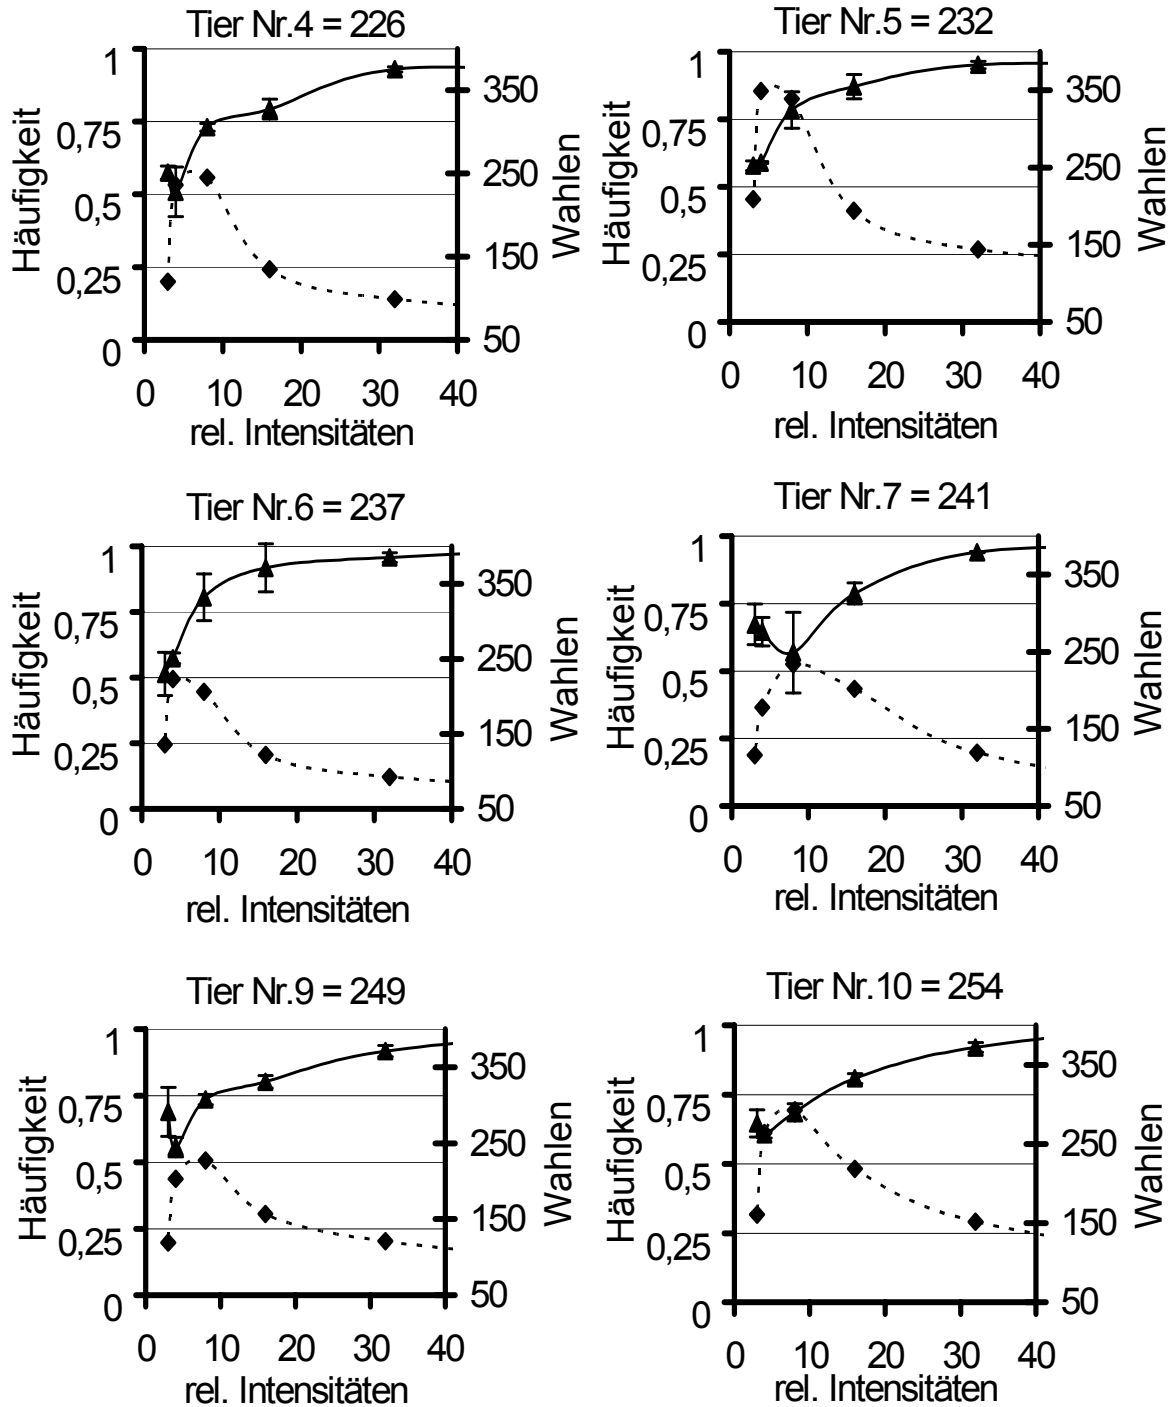 Tier Nr.4 = 226
Häufigkeit
1
0,75
0,5
0,25
0
350
250
150
50
Wahlen
0 10 20 30 40
rel. Intensitäten
Tier Nr.5 = 232
Häufigkeit
1
0,75
0,5
0,25
0
350
250
150
50
Wahlen
0 10 20 30 40
rel. Intensitäten
Tier Nr.6 = 237
Häufigkeit
1
0,75
0,5
0,25
0
350
250
150
50
Wahlen
0 10 20 30 40
rel. Intensitäten
Tier Nr.7 = 241
Häufigkeit
1
0,75
0,5
0,25
0
350
250
150
50
Wahlen
0 10 20 30 40
rel. Intensitäten
Tier Nr.9 = 249
Häufigkeit
1
0,75
0,5
0,25
0
350
250
150
50
Wahlen
0 10 20 30 40
rel. Intensitäten
Tier Nr.10 = 254
Häufigkeit
1
0,75
0,5
0,25
0
350
250
150
50
Wahlen
0 10 20 30 40
rel. Intensitäten